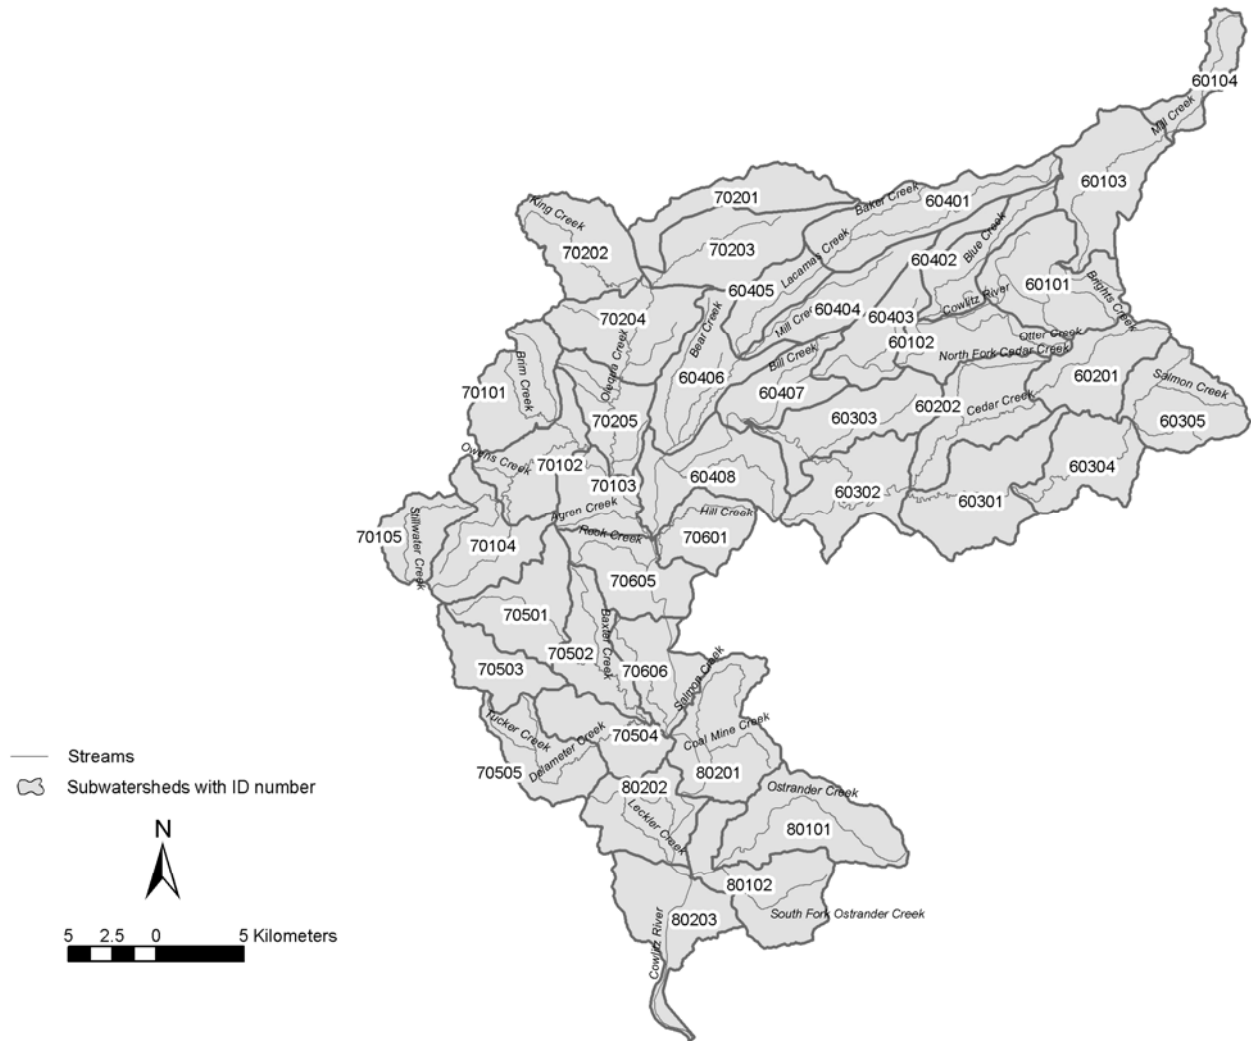 60104
Mill Creek
60103
70201
Baker Creek
60401
King Creek
70202
70203
Blue Creek
60402
Lacamas Creek
60405
60101
Brights Creek
Cowlitz River
70204
Bear Creek
Mill Creek
60404
60403
60102
Otter Creek
North Fork Cedar Creek
Bill Creek
Brim Creek
Olequa Creek
60406
60201
Salmon Creek
70101
60407
60202
Cedar Creek
70205
60303
60305
Owens Creek
70102
60304
70103
60408
60302
60301
Agren Creek
Hill Creek
Stillwater Creek
70105
Rock Creek
70601
70104
70605
70501
Baxter Creek
70502
70503
70606
Salmon Creek
Tucker Creek
70504
Coal Mine Creek
Streams
Delameter Creek
70505
80201
Subwatersheds with ID number
80202
Ostrander Creek
Leckler Creek
80101
N
80102
South Fork Ostrander Creek
80203
5 2.5 0 5 Kilometers
Cowlitz River